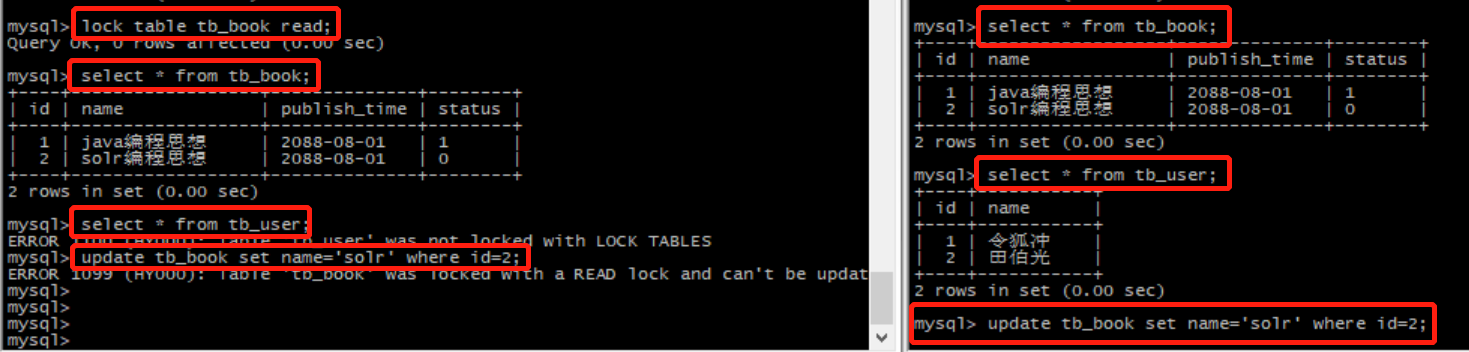 mysql> lock table tb_book read;
Query OK, 0 rows affected (0.00 sec)
mysql> select * from tb_book;
+----+------------------+--------------+--------+
| id | name | publish_time | status |
+----+------------------+--------------+--------+
| 1 | java编程思想 | 2088-08-01 | 1 |
| 2 | solr编程思想 | 2088-08-01 | 0 |
+----+------------------+--------------+--------+
2 rows in set (0.00 sec)
mysql> select * from tb_user;
ERROR 1100 (HY000): Table 'tb_user' was not locked with LOCK TABLES
mysql> update tb_book set name='solr' where id=2;
ERROR 1099 (HY000): Table 'tb_book' was locked with a READ lock and can't be updat
mysql>
mysql>
mysql>
mysql>
mysql> select * from tb_book;
+----+------------------+--------------+--------+
| id | name | publish_time | status |
+----+------------------+--------------+--------+
| 1 | java编程思想 | 2088-08-01 | 1 |
| 2 | solr编程思想 | 2088-08-01 | 0 |
+----+------------------+--------------+--------+
2 rows in set (0.00 sec)
mysql> select * from tb_user;
+----+-----------+
| id | name |
+----+-----------+
| 1 | 令狐冲 |
| 2 | 田伯光 |
+----+-----------+
2 rows in set (0.00 sec)
mysql> update tb_book set name='solr' where id=2;